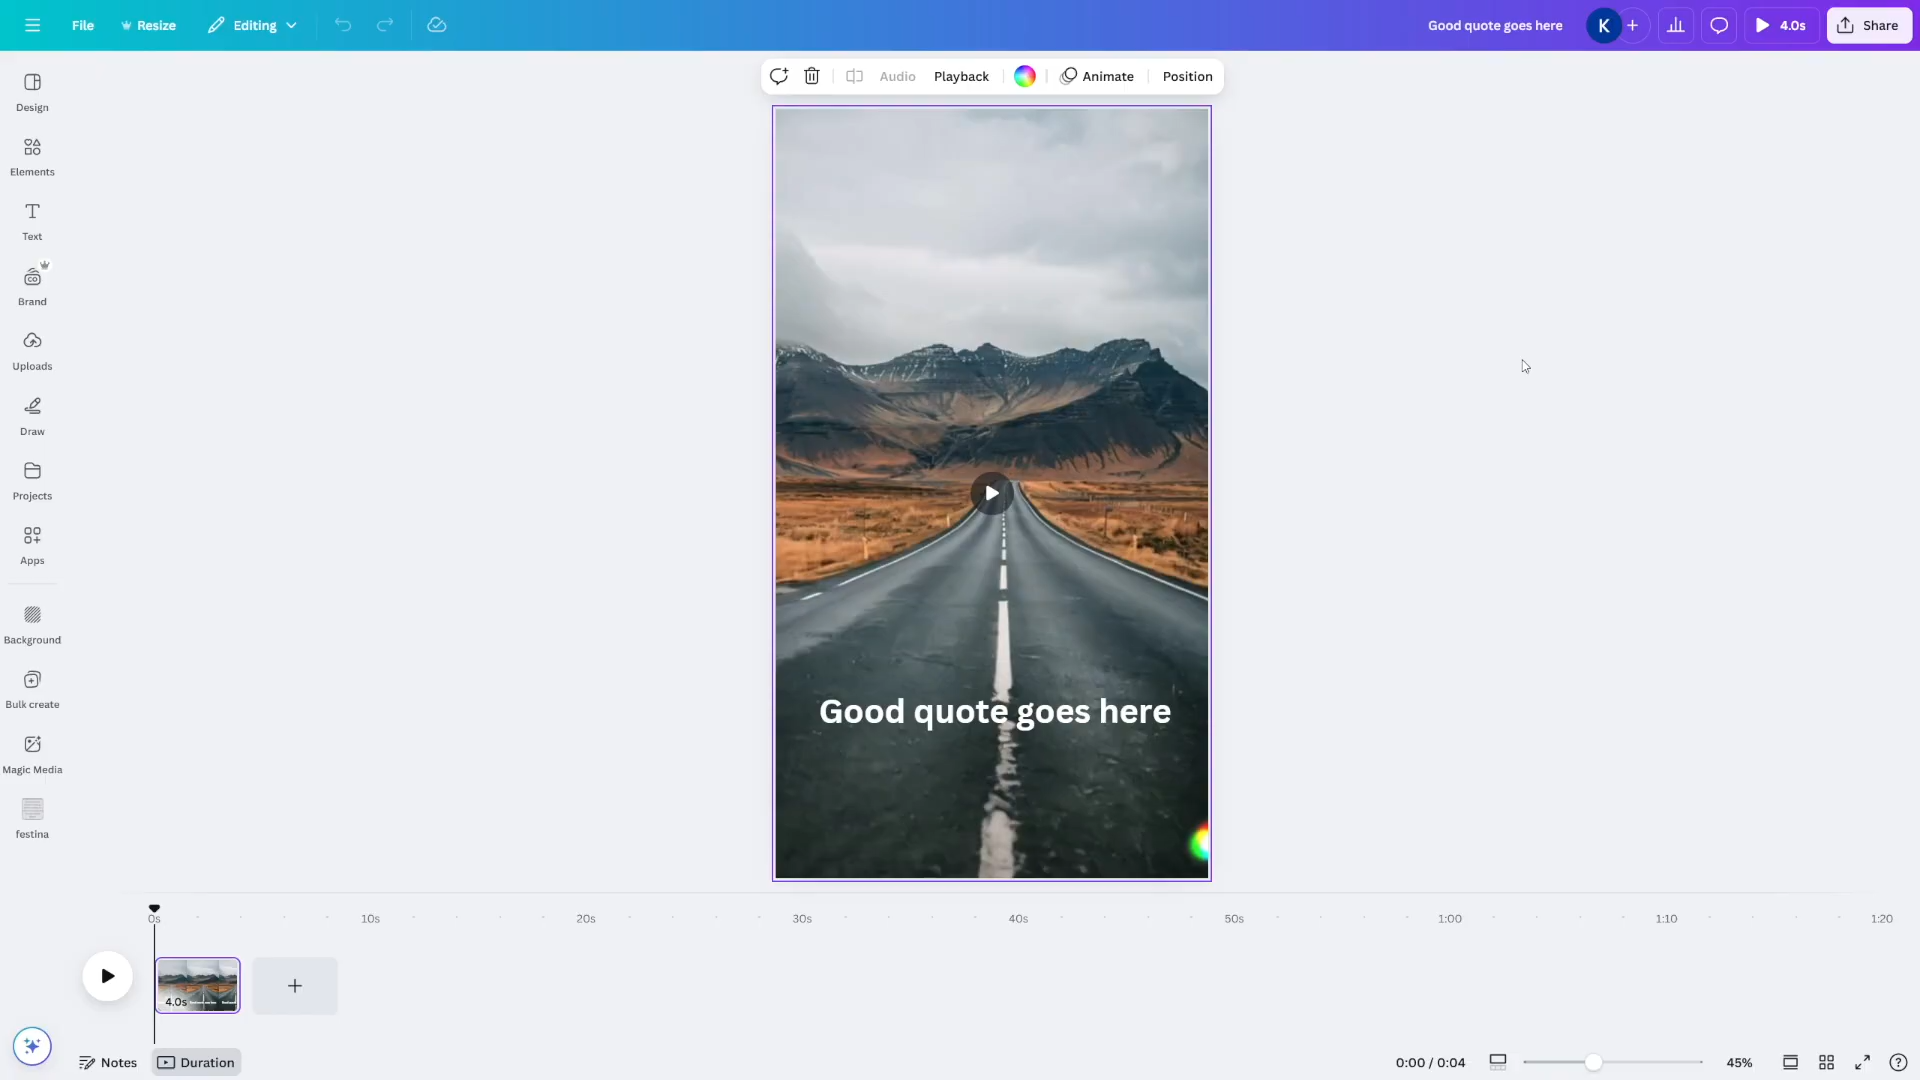 File
Resize
Editing
Good quote goes here
K
4.0s
Share
Audio
Playback
Animate
Position
Design
Elements
Text
CO
Brand
Uploads
Draw
Projects
Apps
Background
Bulk create
Magic Media
festina
Good quote goes here
0s
10s
20s
30s
40s
50s
1:00
1:10
1:20
4.0s
Notes
Duration
0:00 / 0:04
45%